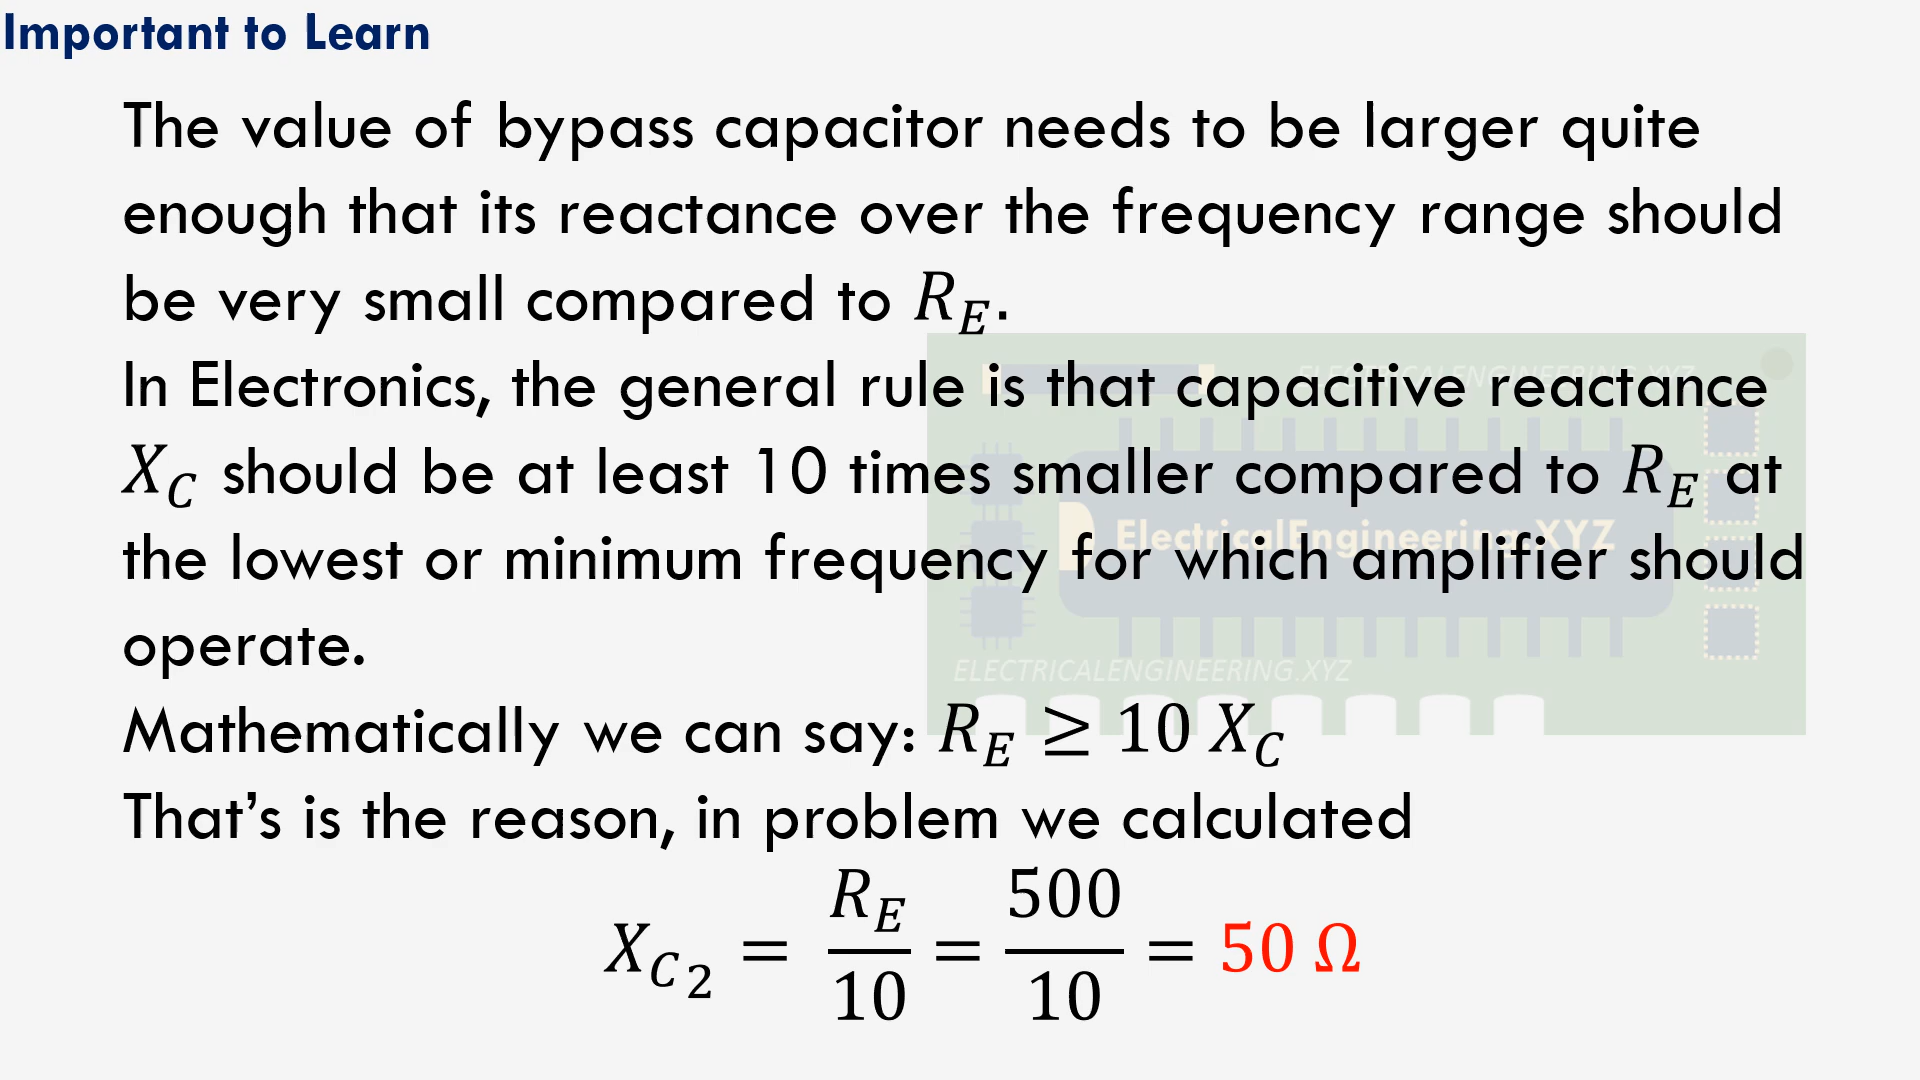 Important to Learn
The value of bypass capacitor needs to be larger quite
enough that its reactance over the frequency range should
be very small compared to R_E.
ELECTRICALENGINEERING.XYZ
In Electronics, the general rule is that capacitive reactance
X_C should be at least 10 times smaller compared to R_E at
ElectricalEngineering.XYZ
the lowest or minimum frequency for which amplifier should
operate.
ELECTRICALENGINEERING.XYZ
Mathematically we can say: R_E ≥ 10 X_C
That’s is the reason, in problem we calculated
X_{C_2} = R_E/10 = 500/10 = 50 Ω